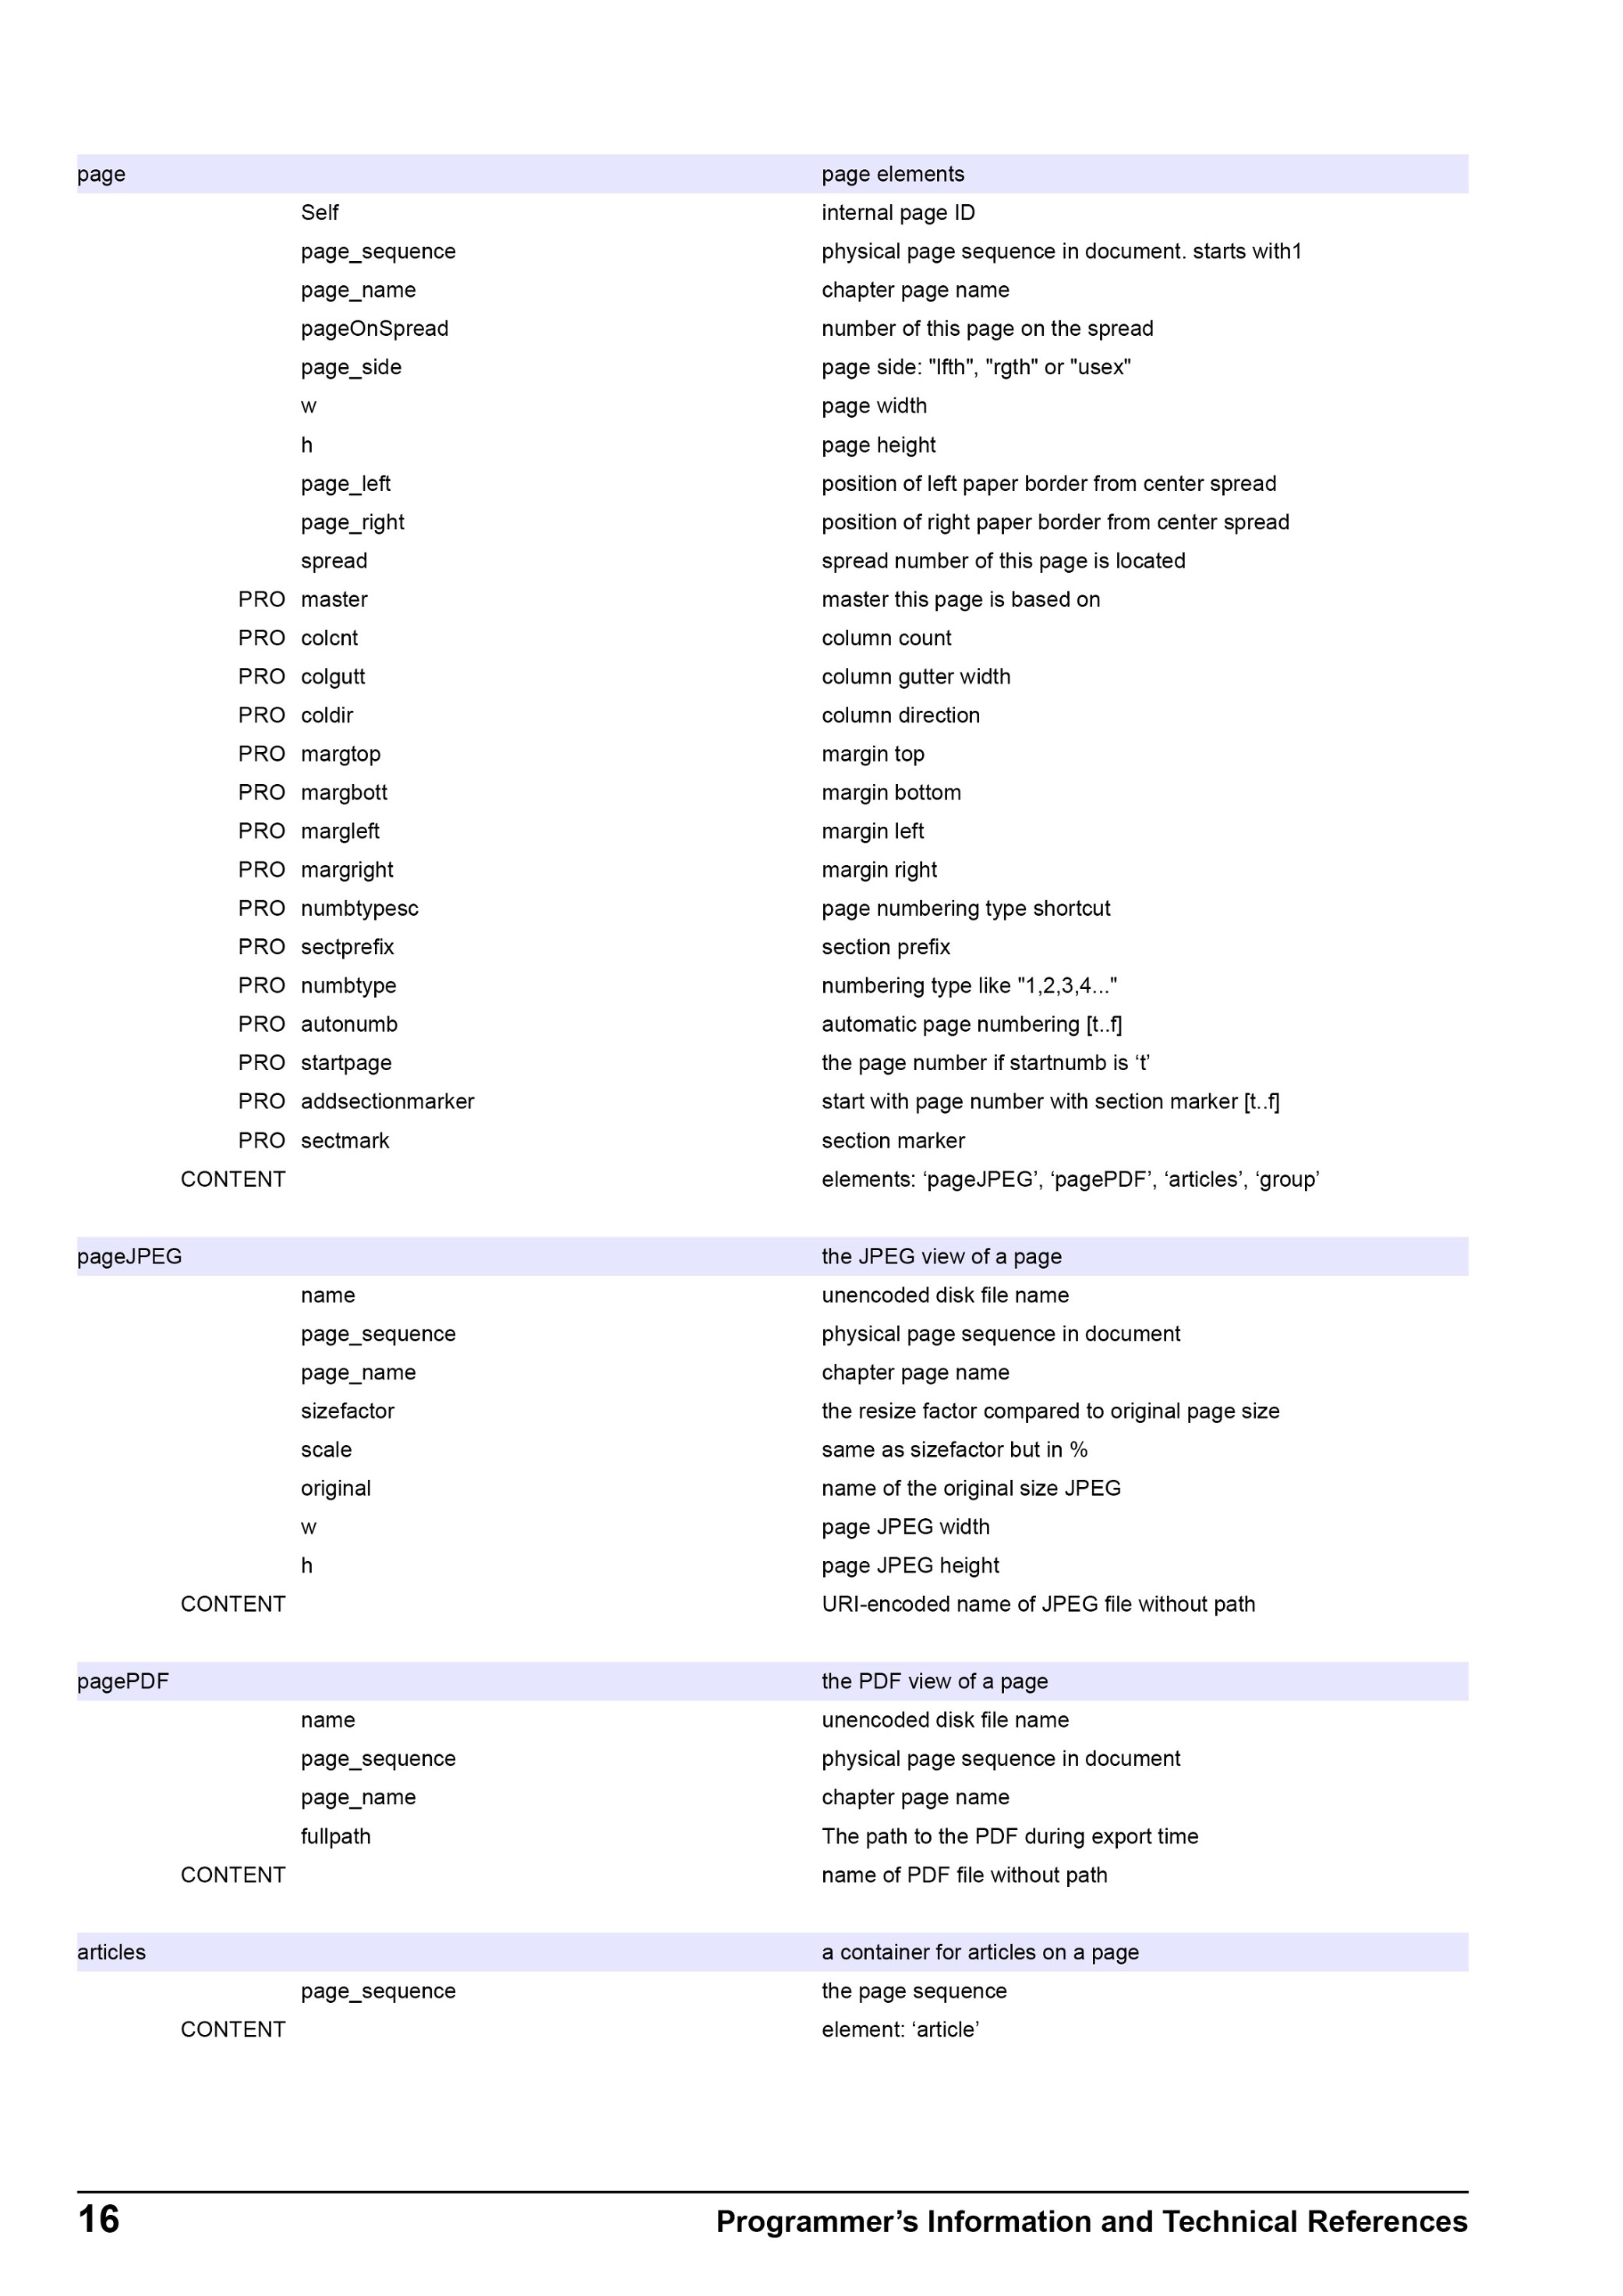 page page elements
Self internal page ID
page_sequence physical page sequence in document. starts with1
page_name chapter page name
pageOnSpread number of this page on the spread
page_side page side: "lfth", "rgth" or "usex"
w page width
h page height
page_left position of left paper border from center spread
page_right position of right paper border from center spread
spread spread number of this page is located
PRO master master this page is based on
PRO colcnt column count
PRO colgutt column gutter width
PRO coldir column direction
PRO margtop margin top
PRO margbott margin bottom
PRO margleft margin left
PRO margright margin right
PRO numbtypesc page numbering type shortcut
PRO sectprefix section prefix
PRO numbtype numbering type like "1,2,3,4..."
PRO autonumb automatic page numbering [t..f]
PRO startpage the page number if startnumb is ‘t’
PRO addsectionmarker start with page number with section marker [t..f]
PRO sectmark section marker
CONTENT elements: ‘pageJPEG’, ‘pagePDF’, ‘articles’, ‘group’
pageJPEG the JPEG view of a page
name unencoded disk file name
page_sequence physical page sequence in document
page_name chapter page name
sizefactor the resize factor compared to original page size
scale same as sizefactor but in %
original name of the original size JPEG
w page JPEG width
h page JPEG height
CONTENT URI-encoded name of JPEG file without path
pagePDF the PDF view of a page
name unencoded disk file name
page_sequence physical page sequence in document
page_name chapter page name
fullpath The path to the PDF during export time
CONTENT name of PDF file without path
articles a container for articles on a page
page_sequence the page sequence
CONTENT element: ‘article’
16 Programmer’s Information and Technical References